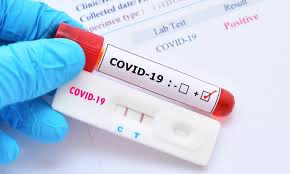 Collected date/
Lab Test
Result
(specimen type)
Positive
COVID-19
COVID-19 : - □ + ☑
COVID-19
C T